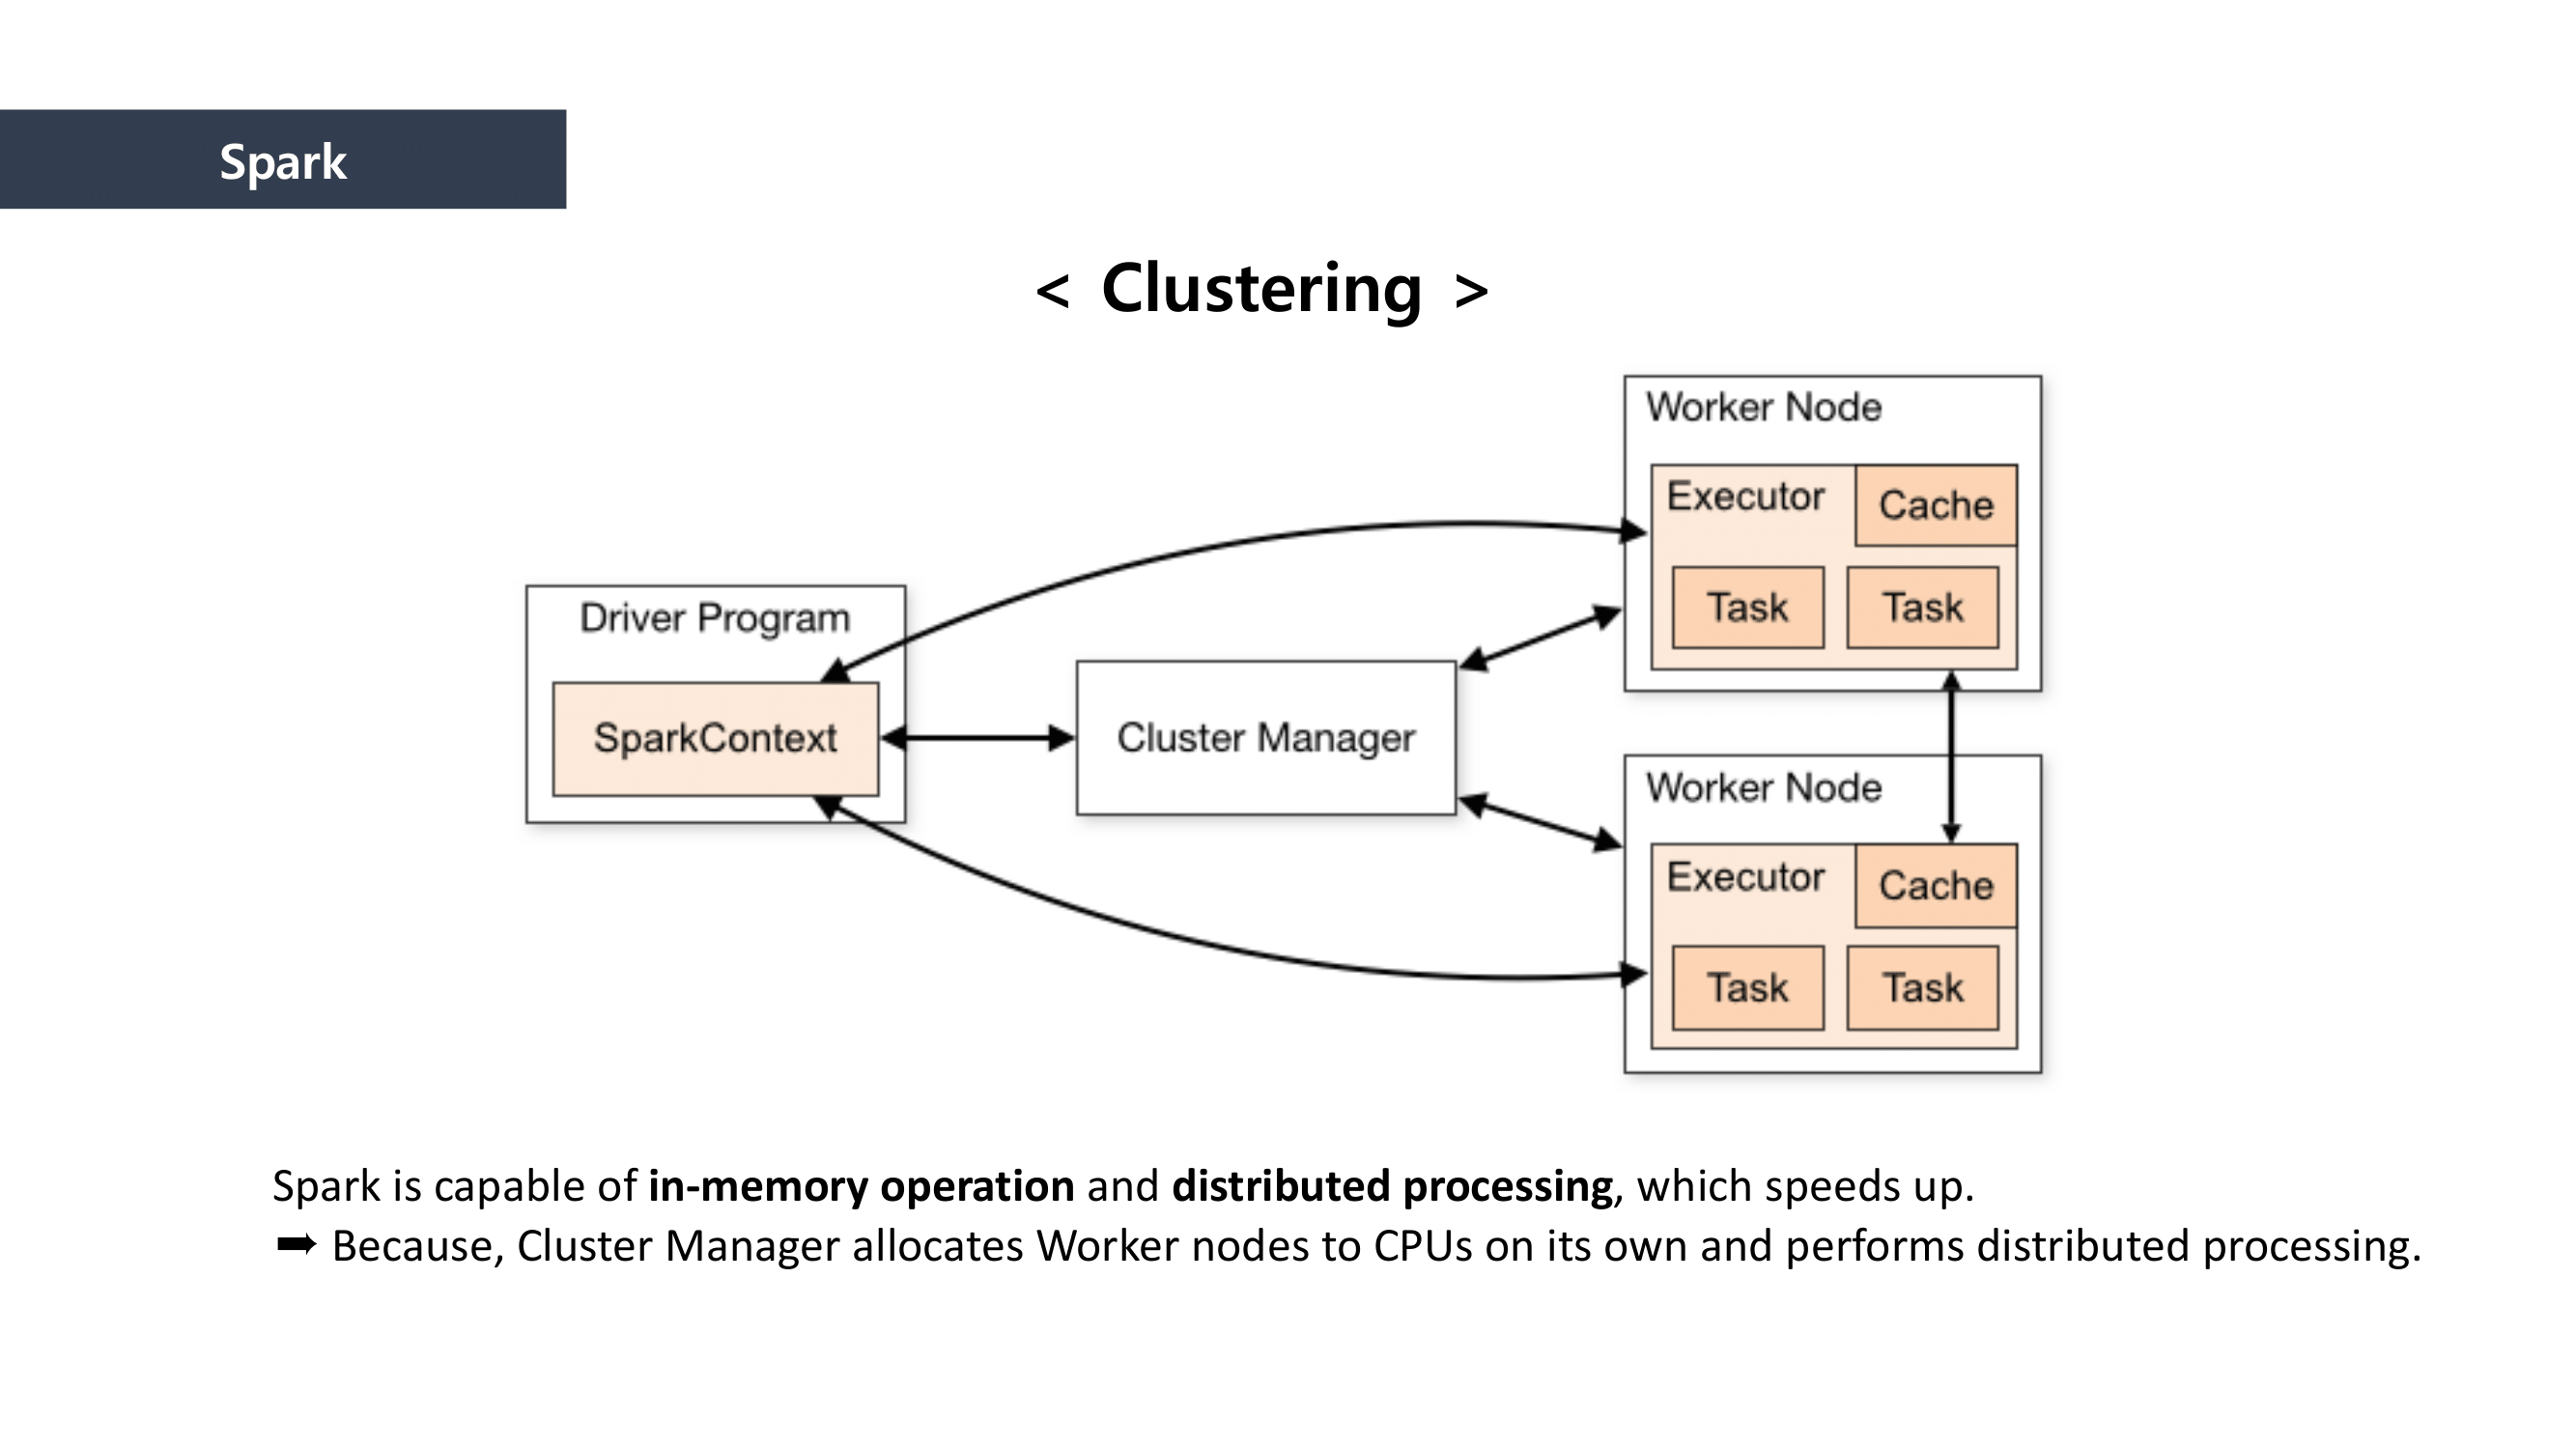 Spark
< Clustering >
Worker Node
Executor
Cache
Task
Task
Driver Program
SparkContext
Cluster Manager
Worker Node
Executor
Cache
Task
Task
Spark is capable of in-memory operation and distributed processing, which speeds up.
➡ Because, Cluster Manager allocates Worker nodes to CPUs on its own and performs distributed processing.